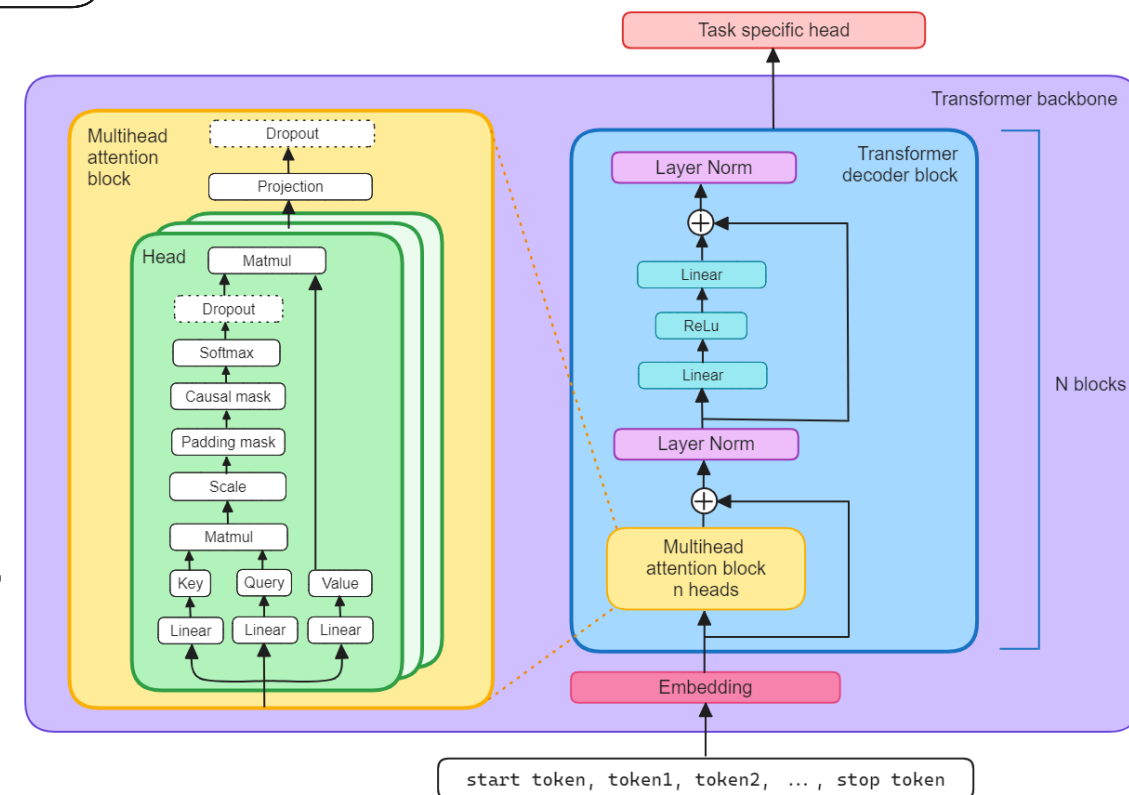 Task specific head
Transformer backbone
Multihead
attention
block
Dropout
Projection
Head
Matmul
Dropout
Softmax
Causal mask
Padding mask
Scale
Matmul
Key
Query
Value
Linear
Linear
Linear
Transformer
decoder block
Layer Norm
Linear
ReLu
Linear
Layer Norm
Multihead
attention block
n heads
N blocks
Embedding
start token, token1, token2, ..., stop token